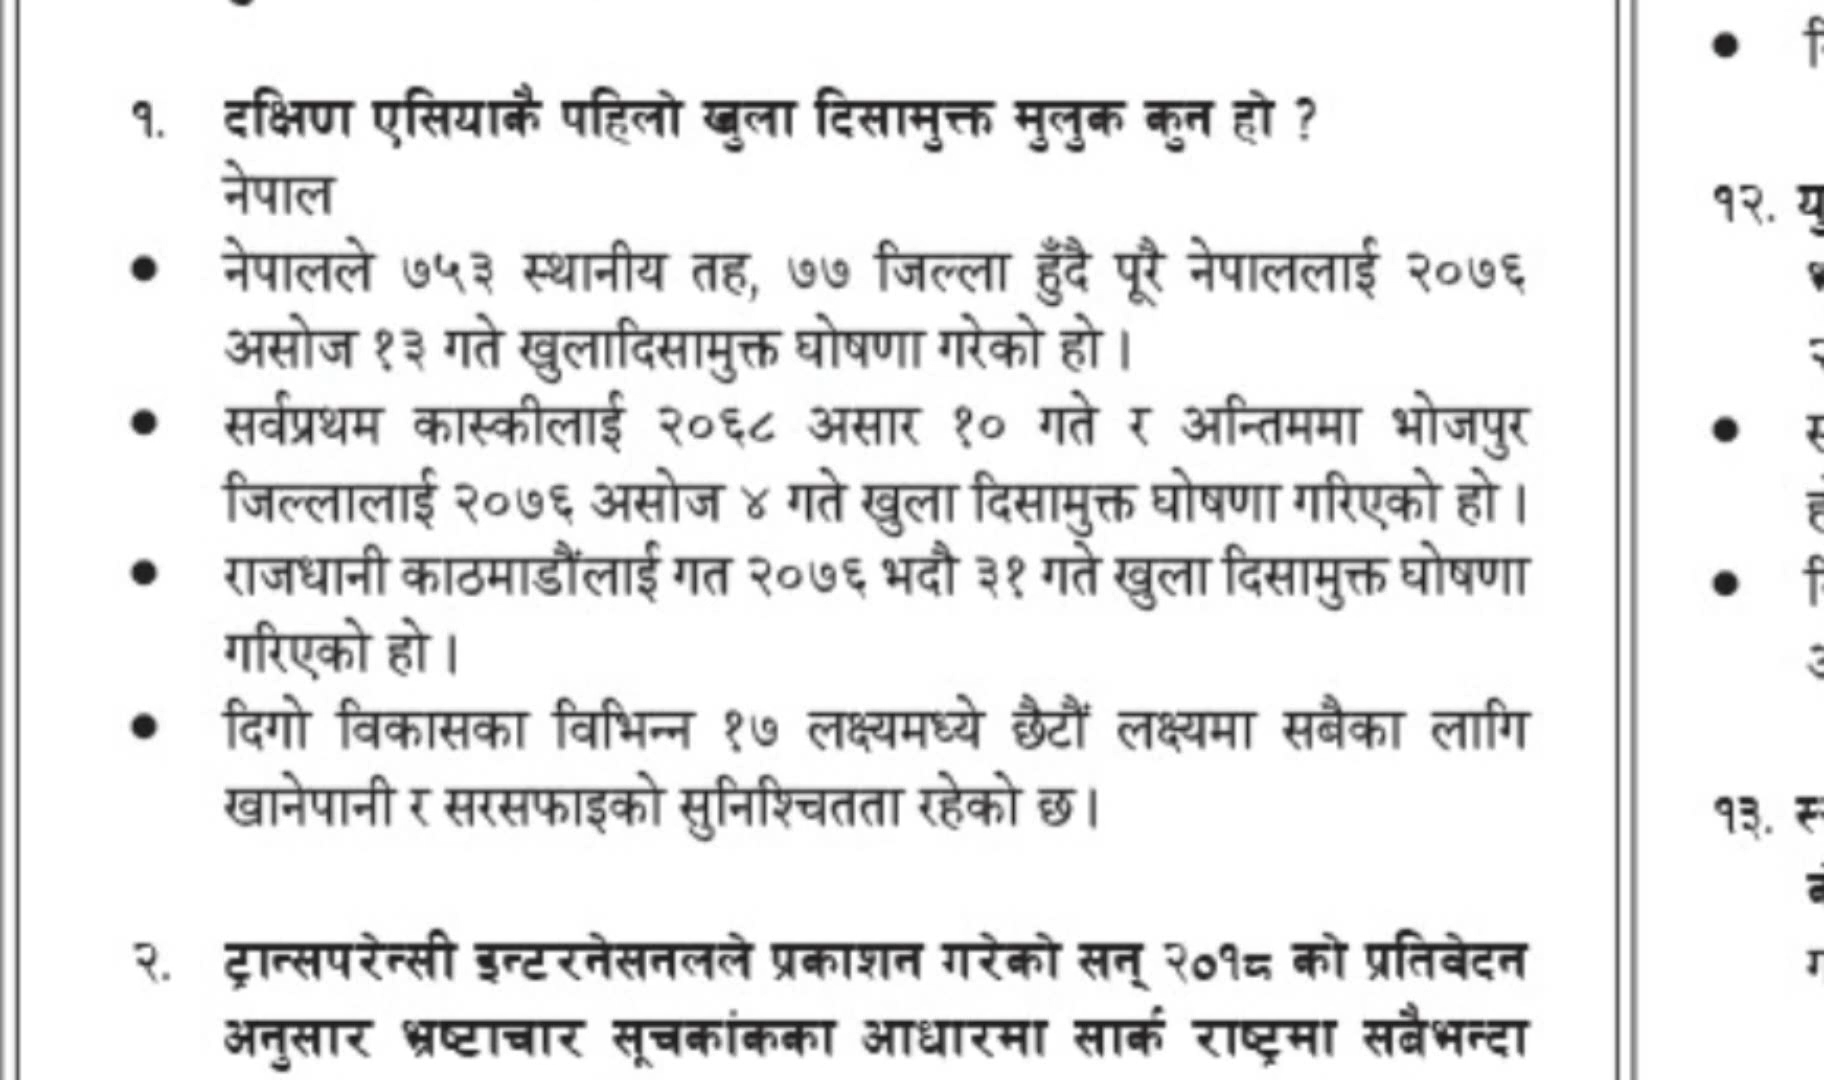 १. दक्षिण एसियाकै पहिलो खुला दिसामुक्त मुलुक कुन हो ?
नेपाल
● नेपालले ७५३ स्थानीय तह, ७७ जिल्ला हुँदै पूरै नेपाललाई २०७६
असोज १३ गते खुलादिसामुक्त घोषणा गरेको हो ।
● सर्वप्रथम कास्कीलाई २०६८ असार १० गते र अन्तिममा भोजपुर
जिल्लालाई २०७६ असोज ४ गते खुला दिसामुक्त घोषणा गरिएको हो ।
● राजधानी काठमाडौंलाई गत २०७६ भदौ ३१ गते खुला दिसामुक्त घोषणा
गरिएको हो ।
● दिगो विकासका विभिन्न १७ लक्ष्यमध्ये छैटौं लक्ष्यमा सबैका लागि
खानेपानी र सरसफाइको सुनिश्चितता रहेको छ ।
२. ट्रान्सपरेन्सी इन्टरनेसनलले प्रकाशन गरेको सन् २०१८ को प्रतिवेदन
अनुसार भ्रष्टाचार सूचकांकका आधारमा सार्क राष्ट्रमा सबैभन्दा
१२.
१३.